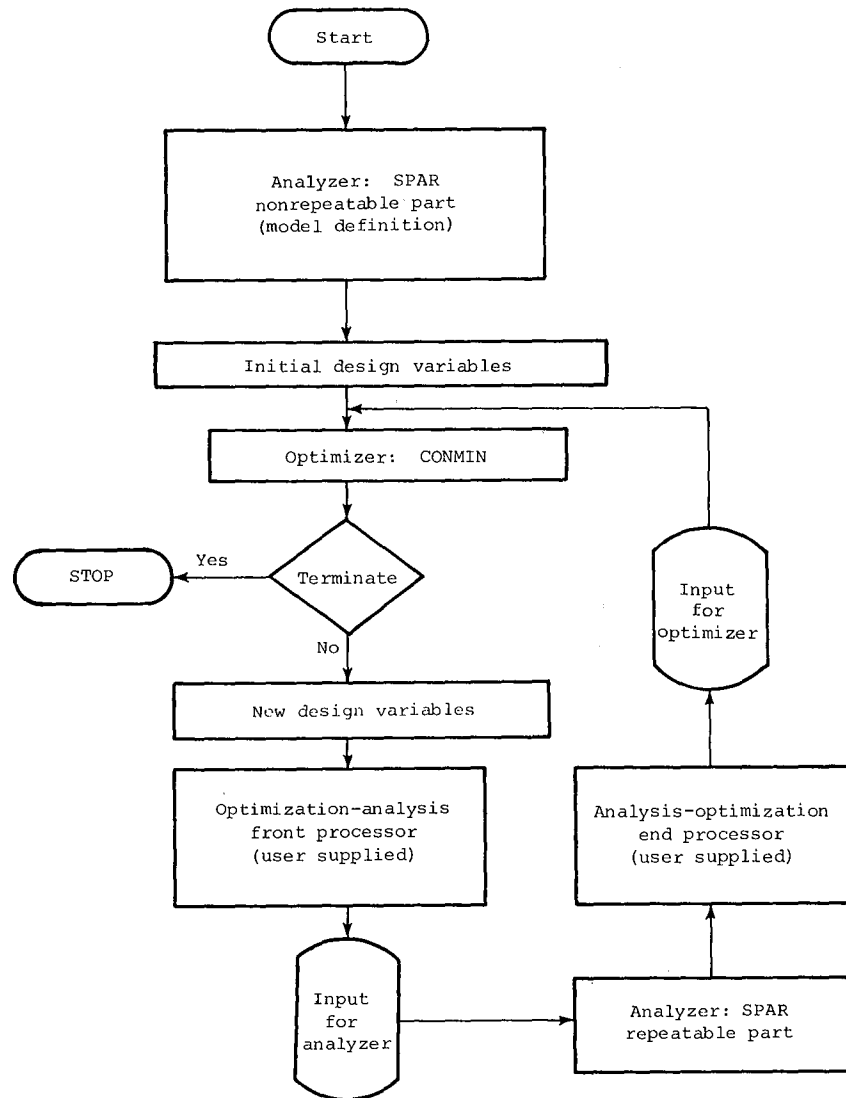 Start
Analyzer: SPAR
nonrepeatable part
(model definition)
Initial design variables
Optimizer: CONMIN
Yes
STOP
Terminate
No
Input
for
optimizer
New design variables
Optimization-analysis
front processor
(user supplied)
Analysis-optimization
end processor
(user supplied)
Input
for
analyzer
Analyzer: SPAR
repeatable part